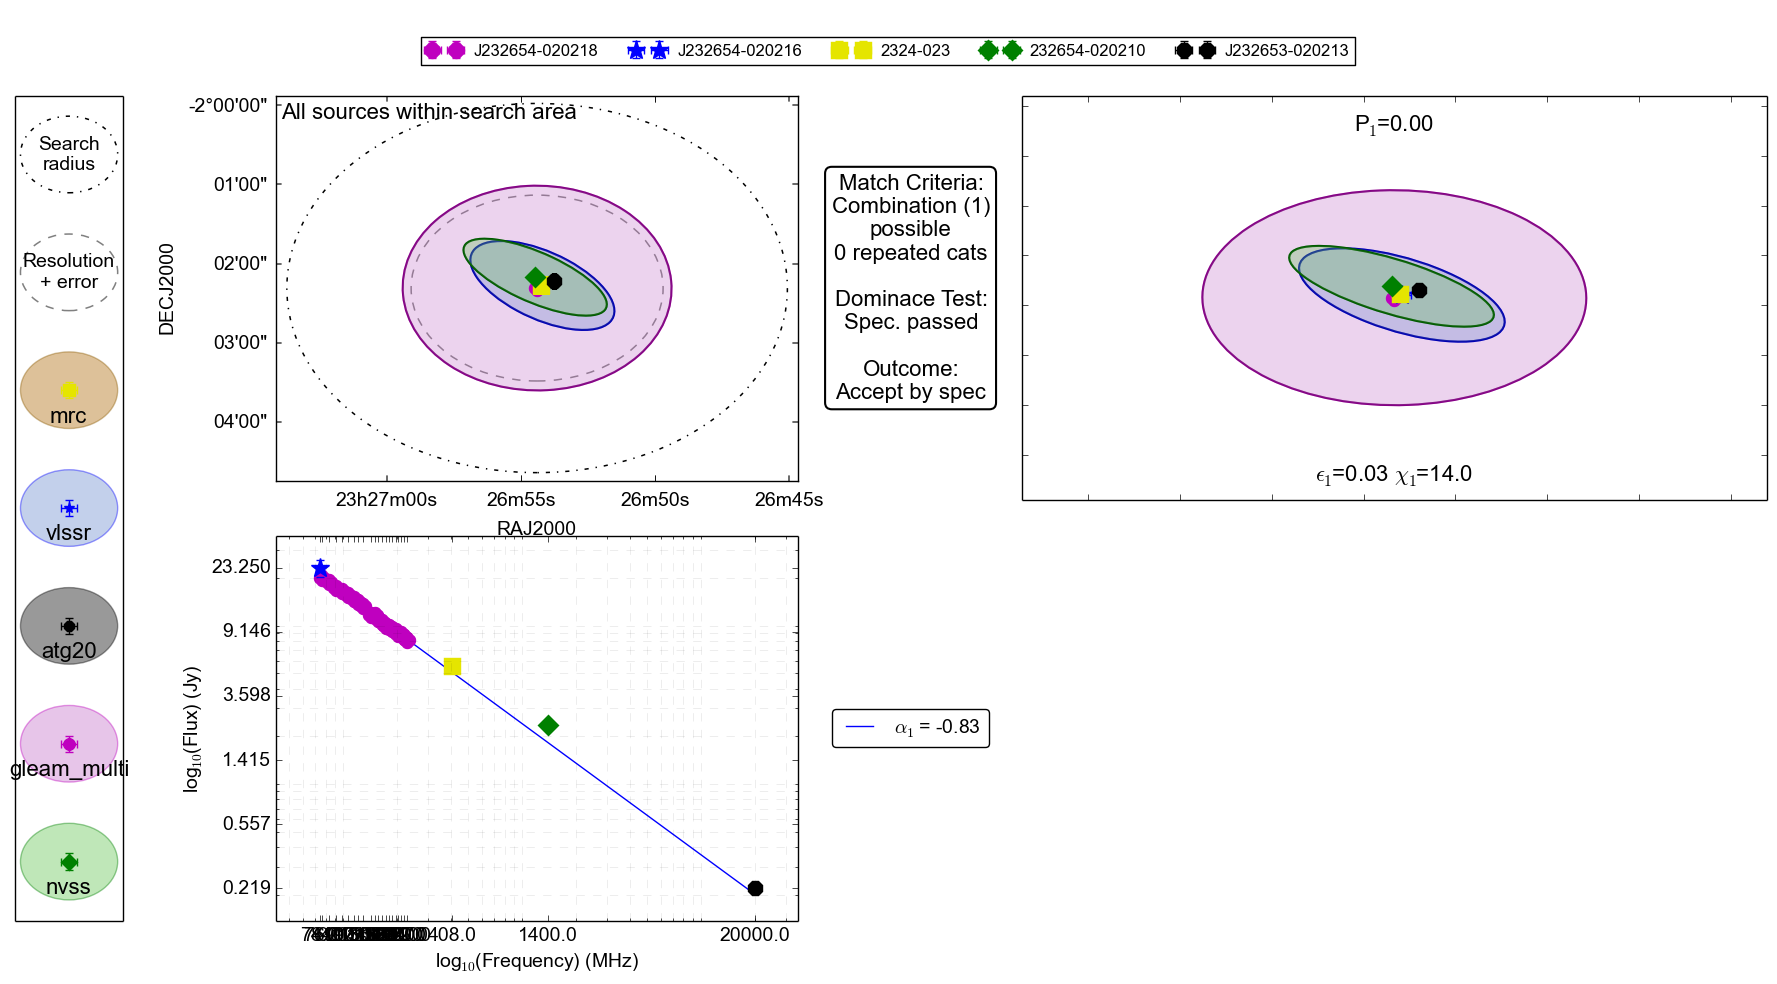 J232654-020218
J232654-020216
2324-023
232654-020210
J232653-020213
Search
radius
Resolution
+ error
mrc
vlssr
atg20
gleam_multi
nvss
All sources within search area
DECJ2000
-2°00'00"
01'00"
02'00"
03'00"
04'00"
23h27m00s
26m55s
26m50s
26m45s
RAJ2000
Match Criteria:
Combination (1)
possible
0 repeated cats
Dominace Test:
Spec. passed
Outcome:
Accept by spec
P₁=0.00
ϵ₁=0.03 χ₁=14.0
log₁₀(Flux) (Jy)
23.250
9.146
3.598
1.415
0.557
0.219
408.0
1400.0
20000.0
log₁₀(Frequency) (MHz)
α₁ = -0.83